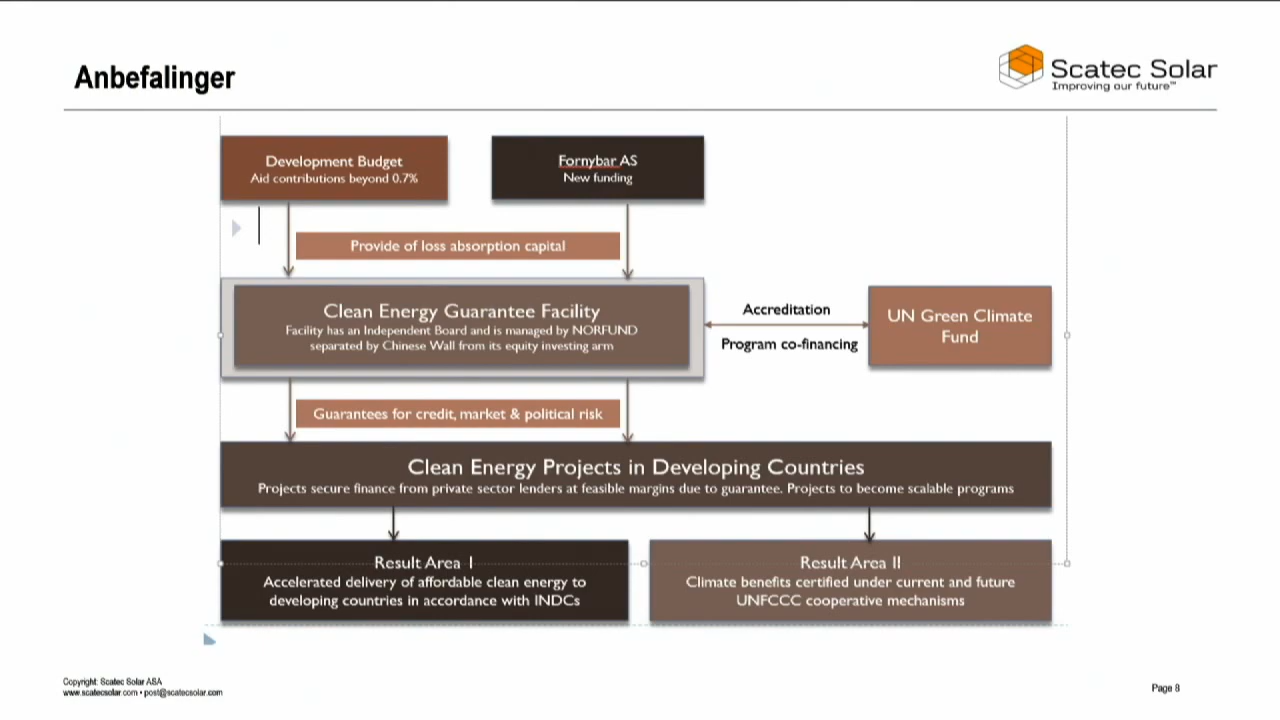 Anbefalinger
Scatec Solar
Improving our future™
Development Budget
Aid contributions beyond 0.7%
Fornybar AS
New funding
Provide of loss absorption capital
Clean Energy Guarantee Facility
Facility has an Independent Board and is managed by NORFUND
separated by Chinese Wall from its equity investing arm
Accreditation
Program co-financing
UN Green Climate
Fund
Guarantees for credit, market & political risk
Clean Energy Projects in Developing Countries
Projects secure finance from private sector lenders at feasible margins due to guarantee. Projects to become scalable programs
Result Area I
Accelerated delivery of affordable clean energy to
developing countries in accordance with INDCs
Result Area II
Climate benefits certified under current and future
UNFCCC cooperative mechanisms
Copyright: Scatec Solar ASA
www.scatecsolar.com • post@scatecsolar.com
Page 8